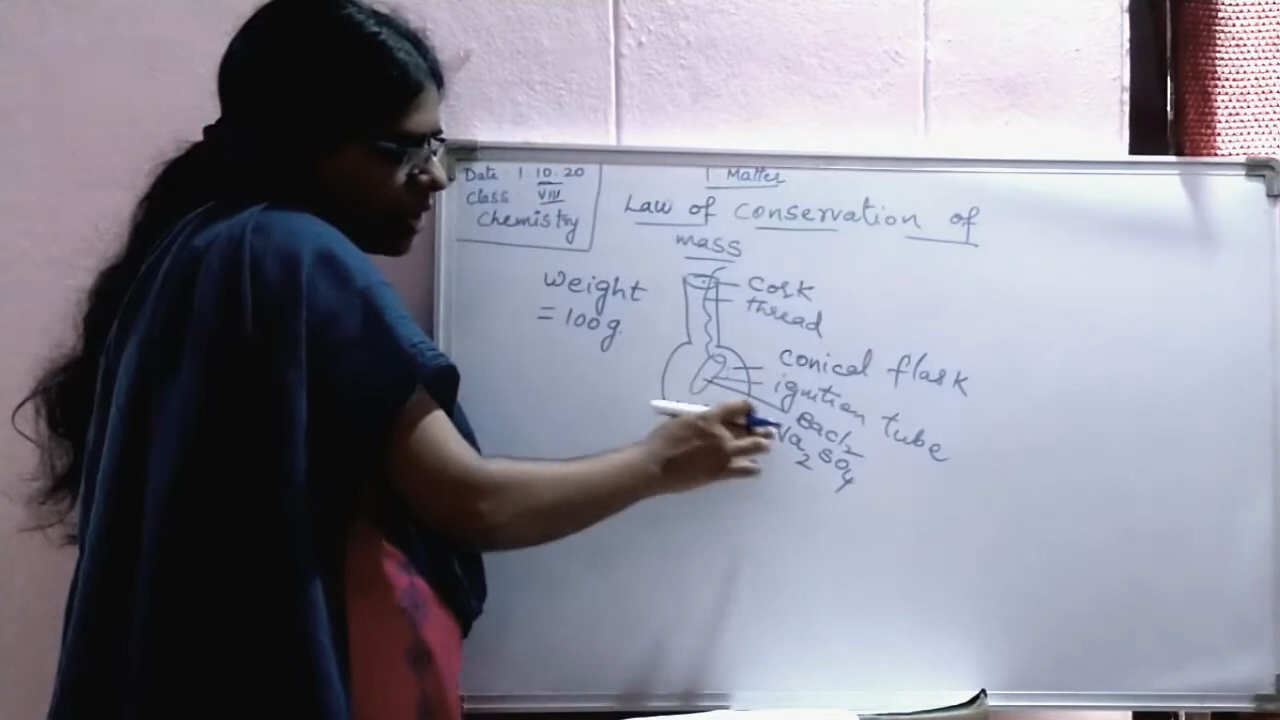 Date : 1.10.20
Class : VIII
Chemistry
1 Matter
Law of conservation of
mass
Weight
= 100g.
Cork
thread
conical flask
ignition tube
Bacl2
Na2SO4